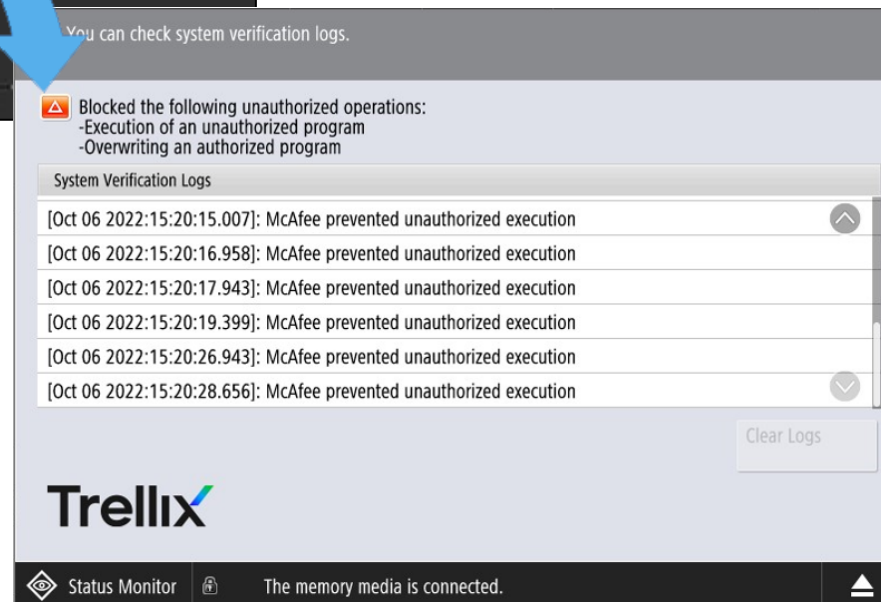 You can check system verification logs.
Blocked the following unauthorized operations:
-Execution of an unauthorized program
-Overwriting an authorized program
System Verification Logs
[Oct 06 2022:15:20:15.007]: McAfee prevented unauthorized execution
[Oct 06 2022:15:20:16.958]: McAfee prevented unauthorized execution
[Oct 06 2022:15:20:17.943]: McAfee prevented unauthorized execution
[Oct 06 2022:15:20:19.399]: McAfee prevented unauthorized execution
[Oct 06 2022:15:20:26.943]: McAfee prevented unauthorized execution
[Oct 06 2022:15:20:28.656]: McAfee prevented unauthorized execution
Clear Logs
Trellix
Status Monitor The memory media is connected.